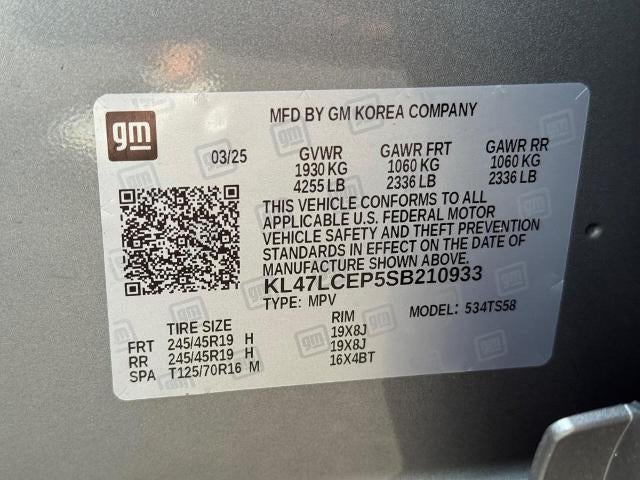 gm
MFD BY GM KOREA COMPANY
03/25 GVWR GAWR FRT GAWR RR
1930 KG 1060 KG 1060 KG
4255 LB 2336 LB 2336 LB
THIS VEHICLE CONFORMS TO ALL
APPLICABLE U.S. FEDERAL MOTOR
VEHICLE SAFETY AND THEFT PREVENTION
STANDARDS IN EFFECT ON THE DATE OF
MANUFACTURE SHOWN ABOVE.
KL47LCEP5SB210933
TYPE: MPV MODEL: 534TS58
TIRE SIZE RIM
FRT 245/45R19 H 19X8J
RR 245/45R19 H 19X8J
SPA T125/70R16 M 16X4BT